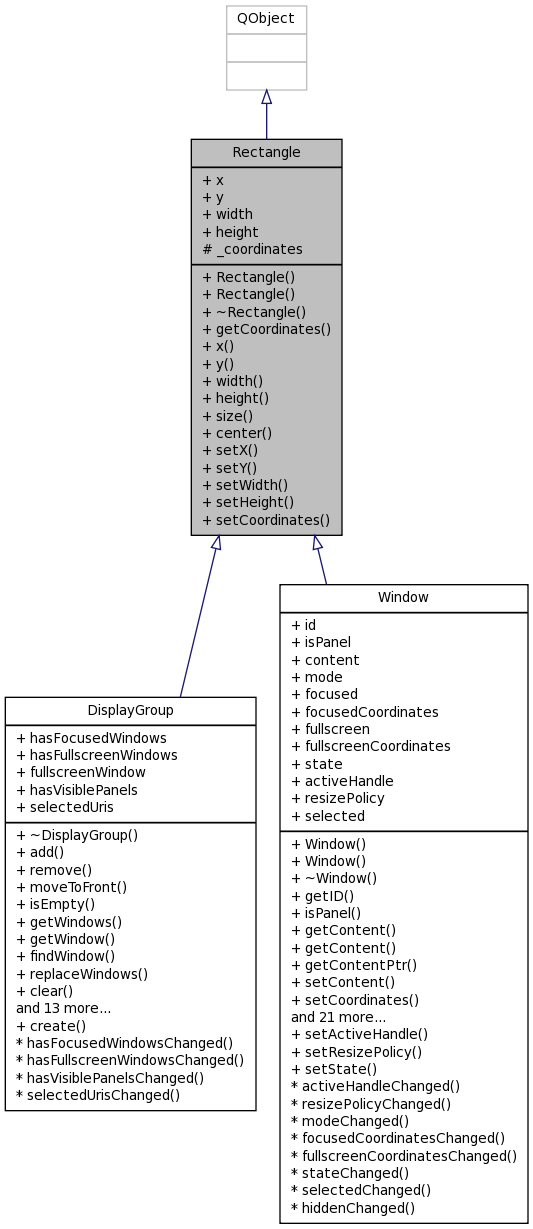 QObject
Rectangle
+ x
+ y
+ width
+ height
# _coordinates
+ Rectangle()
+ Rectangle()
+ ~Rectangle()
+ getCoordinates()
+ x()
+ y()
+ width()
+ height()
+ size()
+ center()
+ setX()
+ setY()
+ setWidth()
+ setHeight()
+ setCoordinates()
DisplayGroup
+ hasFocusedWindows
+ hasFullscreenWindows
+ fullscreenWindow
+ hasVisiblePanels
+ selectedUris
+ ~DisplayGroup()
+ add()
+ remove()
+ moveToFront()
+ isEmpty()
+ getWindows()
+ getWindow()
+ findWindow()
+ replaceWindows()
+ clear()
and 13 more...
+ create()
* hasFocusedWindowsChanged()
* hasFullscreenWindowsChanged()
* hasVisiblePanelsChanged()
* selectedUrisChanged()
Window
+ id
+ isPanel
+ content
+ mode
+ focused
+ focusedCoordinates
+ fullscreen
+ fullscreenCoordinates
+ state
+ activeHandle
+ resizePolicy
+ selected
+ Window()
+ Window()
+ ~Window()
+ getID()
+ isPanel()
+ getContent()
+ getContent()
+ getContentPtr()
+ setContent()
+ setCoordinates()
and 21 more...
+ setActiveHandle()
+ setResizePolicy()
+ setState()
* activeHandleChanged()
* resizePolicyChanged()
* modeChanged()
* focusedCoordinatesChanged()
* fullscreenCoordinatesChanged()
* stateChanged()
* selectedChanged()
* hiddenChanged()